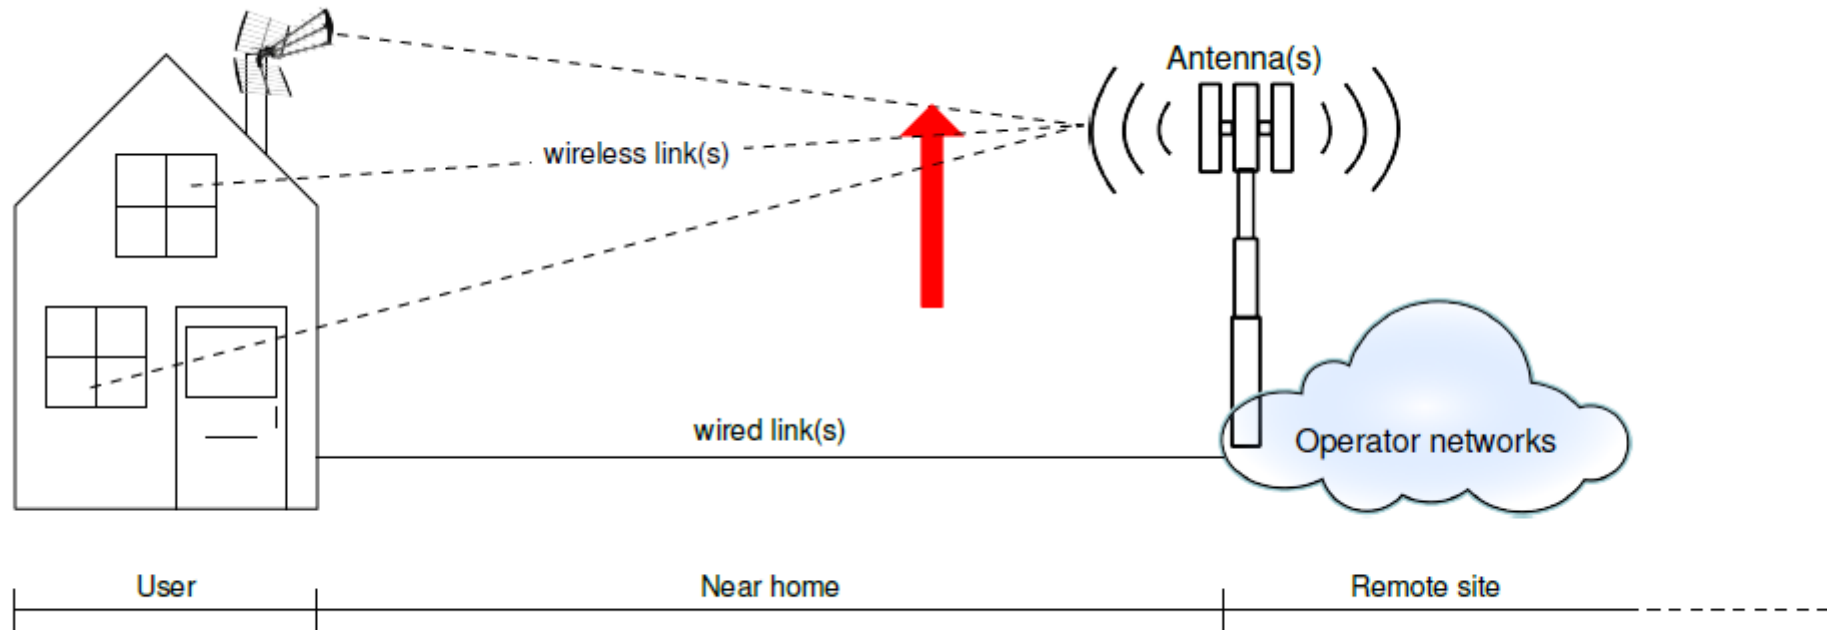 Antenna(s)
wireless link(s)
wired link(s)
Operator networks
User
Near home
Remote site